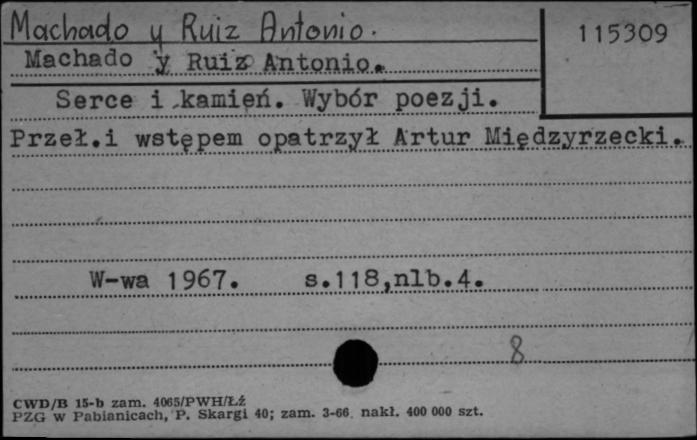 Machado y Ruiz Antonio.
115309
Machado y Ruiz Antonio.
Serce i kamień. Wybór poezji.
Przeł.i wstępem opatrzył Artur Międzyrzecki.
W-wa 1967. s.118,nlb.4.
8
CWD/B 15-b zam. 4065/PWH/Łź
PZG w Pabianicach, P. Skargi 40; zam. 3-66 nakł. 400 000 szt.